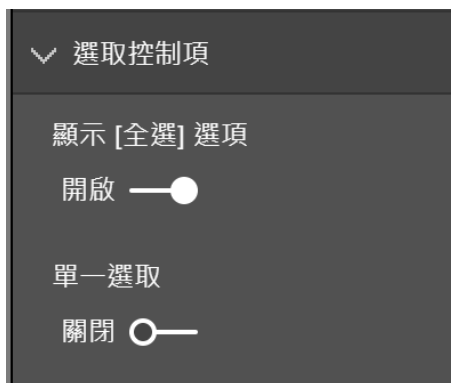 選取控制項
顯示 [全選] 選項
開啟
單一選取
關閉